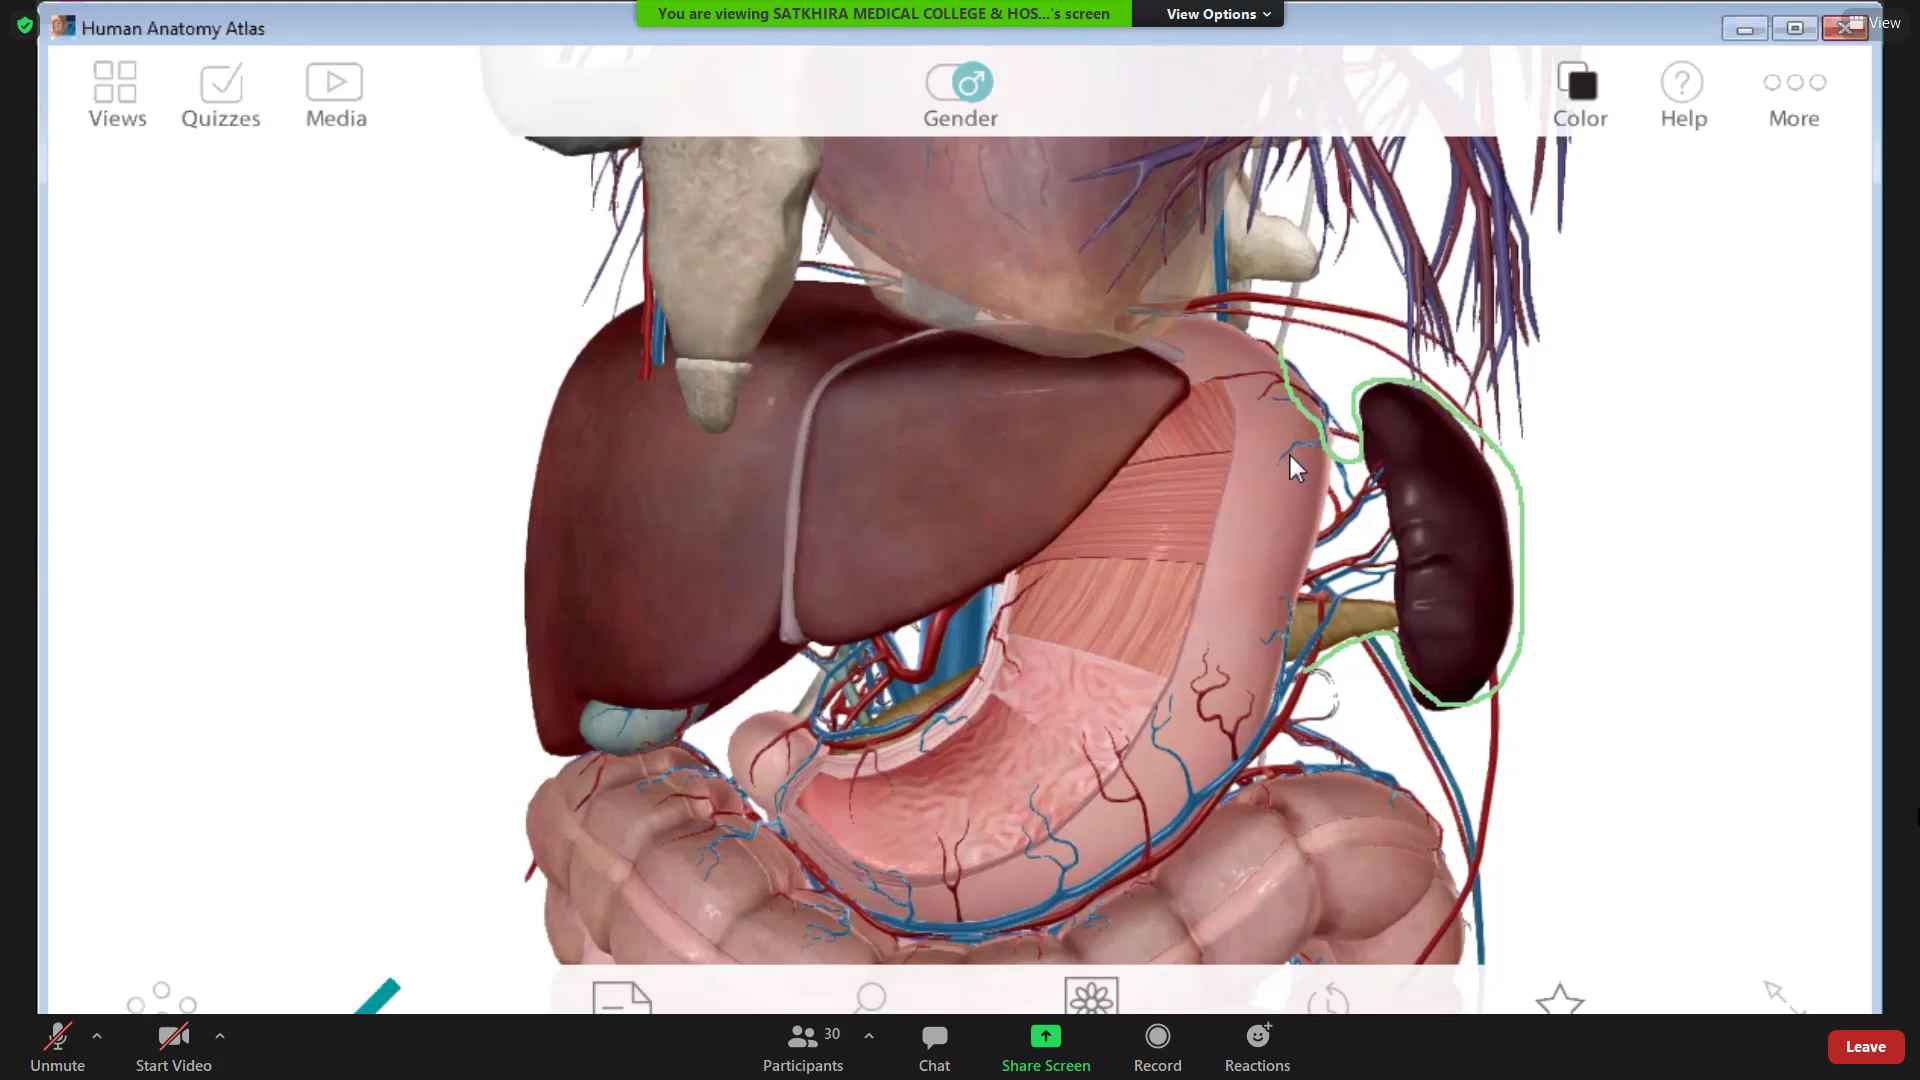 You are viewing SATKHIRA MEDICAL COLLEGE & HOS...'s screen
View Options
View
Human Anatomy Atlas
Views
Quizzes
Media
Gender
Color
Help
More
Unmute
Start Video
30
Participants
Chat
Share Screen
Record
Reactions
Leave